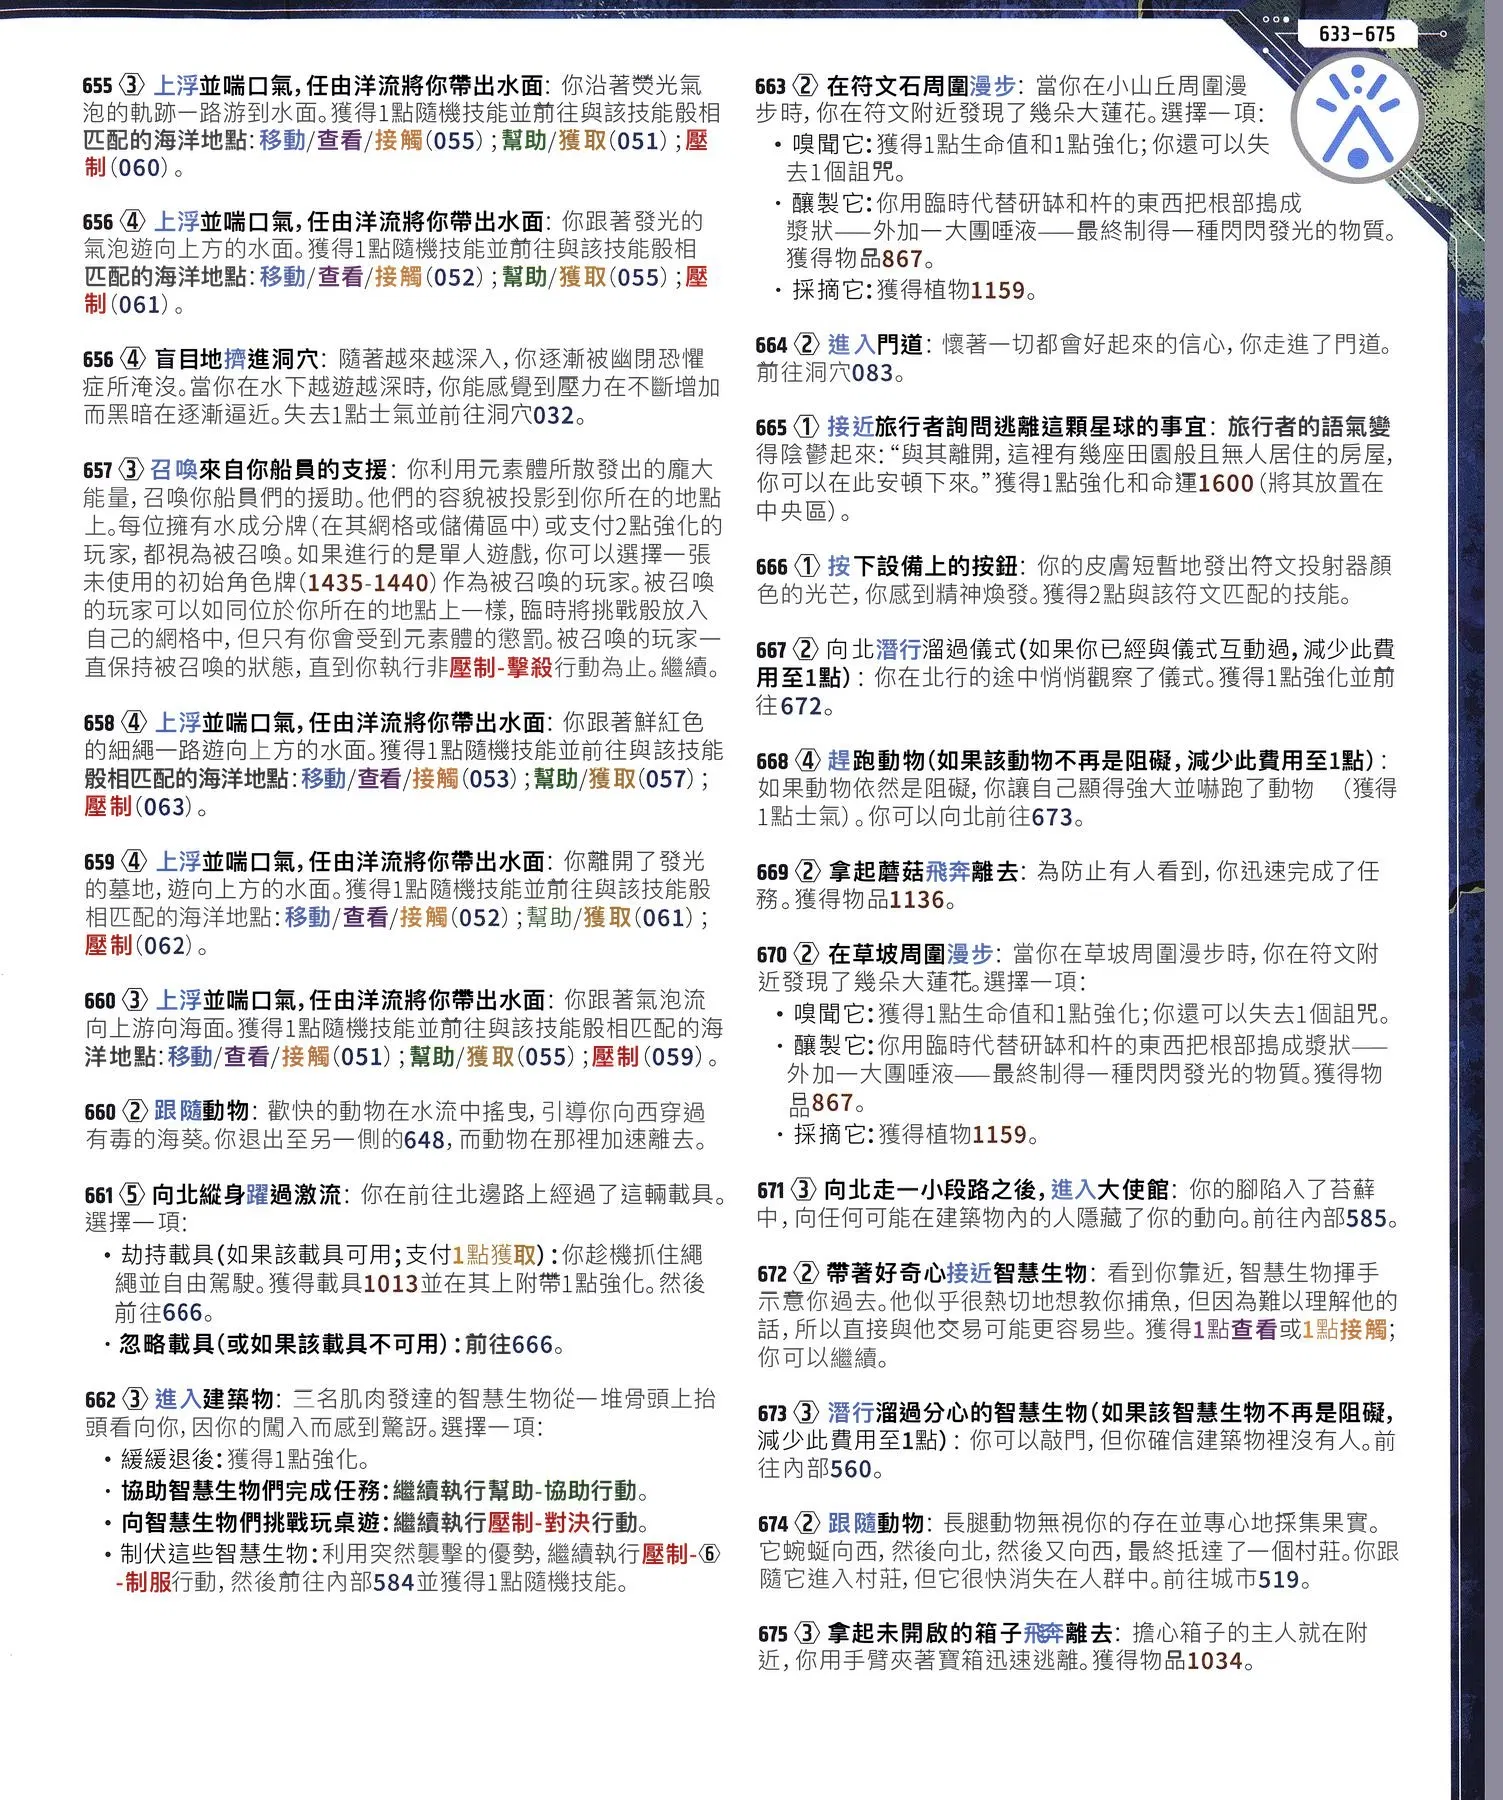 633–675
655 ③ 上浮並喘口氣,任由洋流將你帶出水面: 你沿著熒光氣
泡的軌跡一路游到水面。獲得1點隨機技能並前往與該技能骰相
匹配的海洋地點:移動/查看/接觸(055);幫助/獲取(051);壓
制(060)。
656 ④ 上浮並喘口氣,任由洋流將你帶出水面: 你跟著發光的
氣泡遊向上方的水面。獲得1點隨機技能並前往與該技能骰相
匹配的海洋地點:移動/查看/接觸(052);幫助/獲取(055);壓
制(061)。
656 ④ 盲目地擠進洞穴: 隨著越來越深入,你逐漸被幽閉恐懼
症所淹沒。當你在水下越遊越深時,你能感覺到壓力在不斷增加
而黑暗在逐漸逼近。失去1點士氣並前往洞穴032。
657 ③ 召喚來自你船員的支援: 你利用元素體所散發出的龐大
能量,召喚你船員們的援助。他們的容貌被投影到你所在的地點
上。每位擁有水成分牌(在其網格或儲備區中)或支付2點強化的
玩家,都視為被召喚。如果進行的是單人遊戲,你可以選擇一張
未使用的初始角色牌(1435-1440)作為被召喚的玩家。被召喚
的玩家可以如同位於你所在的地點上一樣,臨時將挑戰骰放入
自己的網格中,但只有你會受到元素體的懲罰。被召喚的玩家一
直保持被召喚的狀態,直到你執行非壓制-擊殺行動為止。繼續。
658 ④ 上浮並喘口氣,任由洋流將你帶出水面: 你跟著鮮紅色
的細繩一路遊向上方的水面。獲得1點隨機技能並前往與該技能
骰相匹配的海洋地點:移動/查看/接觸(053);幫助/獲取(057);
壓制(063)。
659 ④ 上浮並喘口氣,任由洋流將你帶出水面: 你離開了發光
的墓地,遊向上方的水面。獲得1點隨機技能並前往與該技能骰
相匹配的海洋地點:移動/查看/接觸(052);幫助/獲取(061);
壓制(062)。
660 ③ 上浮並喘口氣,任由洋流將你帶出水面: 你跟著氣泡流
向上游向海面。獲得1點隨機技能並前往與該技能骰相匹配的海
洋地點:移動/查看/接觸(051);幫助/獲取(055);壓制(059)。
660 ② 跟隨動物: 歡快的動物在水流中搖曳,引導你向西穿過
有毒的海葵。你退出至另一側的648,而動物在那裡加速離去。
661 ⑤ 向北縱身躍過激流: 你在前往北邊路上經過了這輛載具。
選擇一項:
• 劫持載具(如果該載具可用;支付1點獲取):你趁機抓住繩
繩並自由駕駛。獲得載具1013並在其上附帶1點強化。然後
前往666。
• 忽略載具(或如果該載具不可用):前往666。
662 ③ 進入建築物: 三名肌肉發達的智慧生物從一堆骨頭上抬
頭看向你,因你的闖入而感到驚訝。選擇一項:
• 緩緩退後:獲得1點強化。
• 協助智慧生物們完成任務:繼續執行幫助-協助行動。
• 向智慧生物們挑戰玩桌遊:繼續執行壓制-對決行動。
• 制伏這些智慧生物:利用突然襲擊的優勢,繼續執行壓制-⑥
-制服行動,然後前往內部584並獲得1點隨機技能。
663 ② 在符文石周圍漫步: 當你在小山丘周圍漫
步時,你在符文附近發現了幾朵大蓮花。選擇一項:
• 嗅聞它:獲得1點生命值和1點強化;你還可以失
去1個詛咒。
• 釀製它:你用臨時代替研缽和杵的東西把根部搗成
漿狀——外加一大團唾液——最終制得一種閃閃發光的物質。
獲得物品867。
• 採摘它:獲得植物1159。
664 ② 進入門道: 懷著一切都會好起來的信心,你走進了門道。
前往洞穴083。
665 ① 接近旅行者詢問逃離這顆星球的事宜: 旅行者的語氣變
得陰鬱起來:“與其離開,這裡有幾座田園般且無人居住的房屋,
你可以在此安頓下來。”獲得1點強化和命運1600(將其放置在
中央區)。
666 ① 按下設備上的按鈕: 你的皮膚短暫地發出符文投射器顏
色的光芒,你感到精神煥發。獲得2點與該符文匹配的技能。
667 ② 向北潛行溜過儀式(如果你已經與儀式互動過,減少此費
用至1點): 你在北行的途中悄悄觀察了儀式。獲得1點強化並前
往672。
668 ④ 趕跑動物(如果該動物不再是阻礙,減少此費用至1點):
如果動物依然是阻礙,你讓自己顯得強大並嚇跑了動物 (獲得
1點士氣)。你可以向北前往673。
669 ② 拿起蘑菇飛奔離去: 為防止有人看到,你迅速完成了任
務。獲得物品1136。
670 ② 在草坡周圍漫步: 當你在草坡周圍漫步時,你在符文附
近發現了幾朵大蓮花。選擇一項:
• 嗅聞它:獲得1點生命值和1點強化;你還可以失去1個詛咒。
• 釀製它:你用臨時代替研缽和杵的東西把根部搗成漿狀——
外加一大團唾液——最終制得一種閃閃發光的物質。獲得物
品867。
• 採摘它:獲得植物1159。
671 ③ 向北走一小段路之後,進入大使館: 你的腳陷入了苔蘚
中,向任何可能在建築物內的人隱藏了你的動向。前往內部585。
672 ② 帶著好奇心接近智慧生物: 看到你靠近,智慧生物揮手
示意你過去。他似乎很熱切地想教你捕魚,但因為難以理解他的
話,所以直接與他交易可能更容易些。獲得1點查看或1點接觸;
你可以繼續。
673 ③ 潛行溜過分心的智慧生物(如果該智慧生物不再是阻礙,
減少此費用至1點): 你可以敲門,但你確信建築物裡沒有人。前
往內部560。
674 ② 跟隨動物: 長腿動物無視你的存在並專心地採集果實。
它蜿蜒向西,然後向北,然後又向西,最終抵達了一個村莊。你跟
隨它進入村莊,但它很快消失在人群中。前往城市519。
675 ③ 拿起未開啟的箱子飛奔離去: 擔心箱子的主人就在附
近,你用手臂夾著寶箱迅速逃離。獲得物品1034。